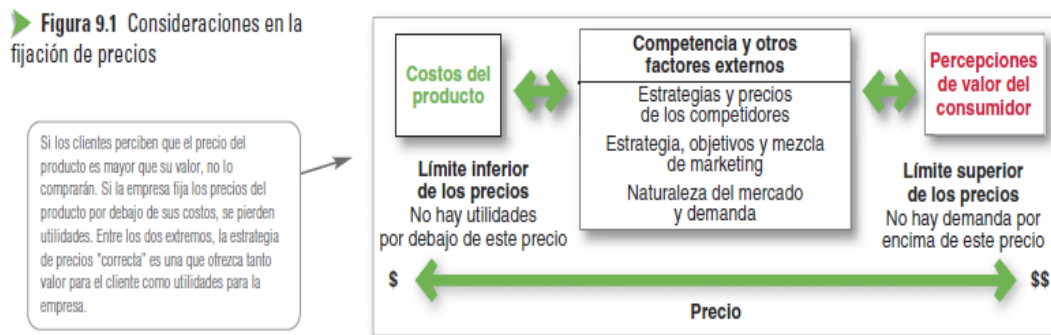 Figura 9.1 Consideraciones en la
fijación de precios
Si los clientes perciben que el precio del
producto es mayor que su valor, no lo
comprarán. Si la empresa fija los precios del
producto por debajo de sus costos, se pierden
utilidades. Entre los dos extremos, la estrategia
de precios "correcta" es una que ofrezca tanto
valor para el cliente como utilidades para la
empresa.
Costos del
producto
Competencia y otros
factores externos
Estrategias y precios
de los competidores
Estrategia, objetivos y mezcla
de marketing
Naturaleza del mercado
y demanda
Percepciones
de valor del
consumidor
Límite inferior
de los precios
No hay utilidades
por debajo de este precio
Límite superior
de los precios
No hay demanda por
encima de este precio
$
$$
Precio